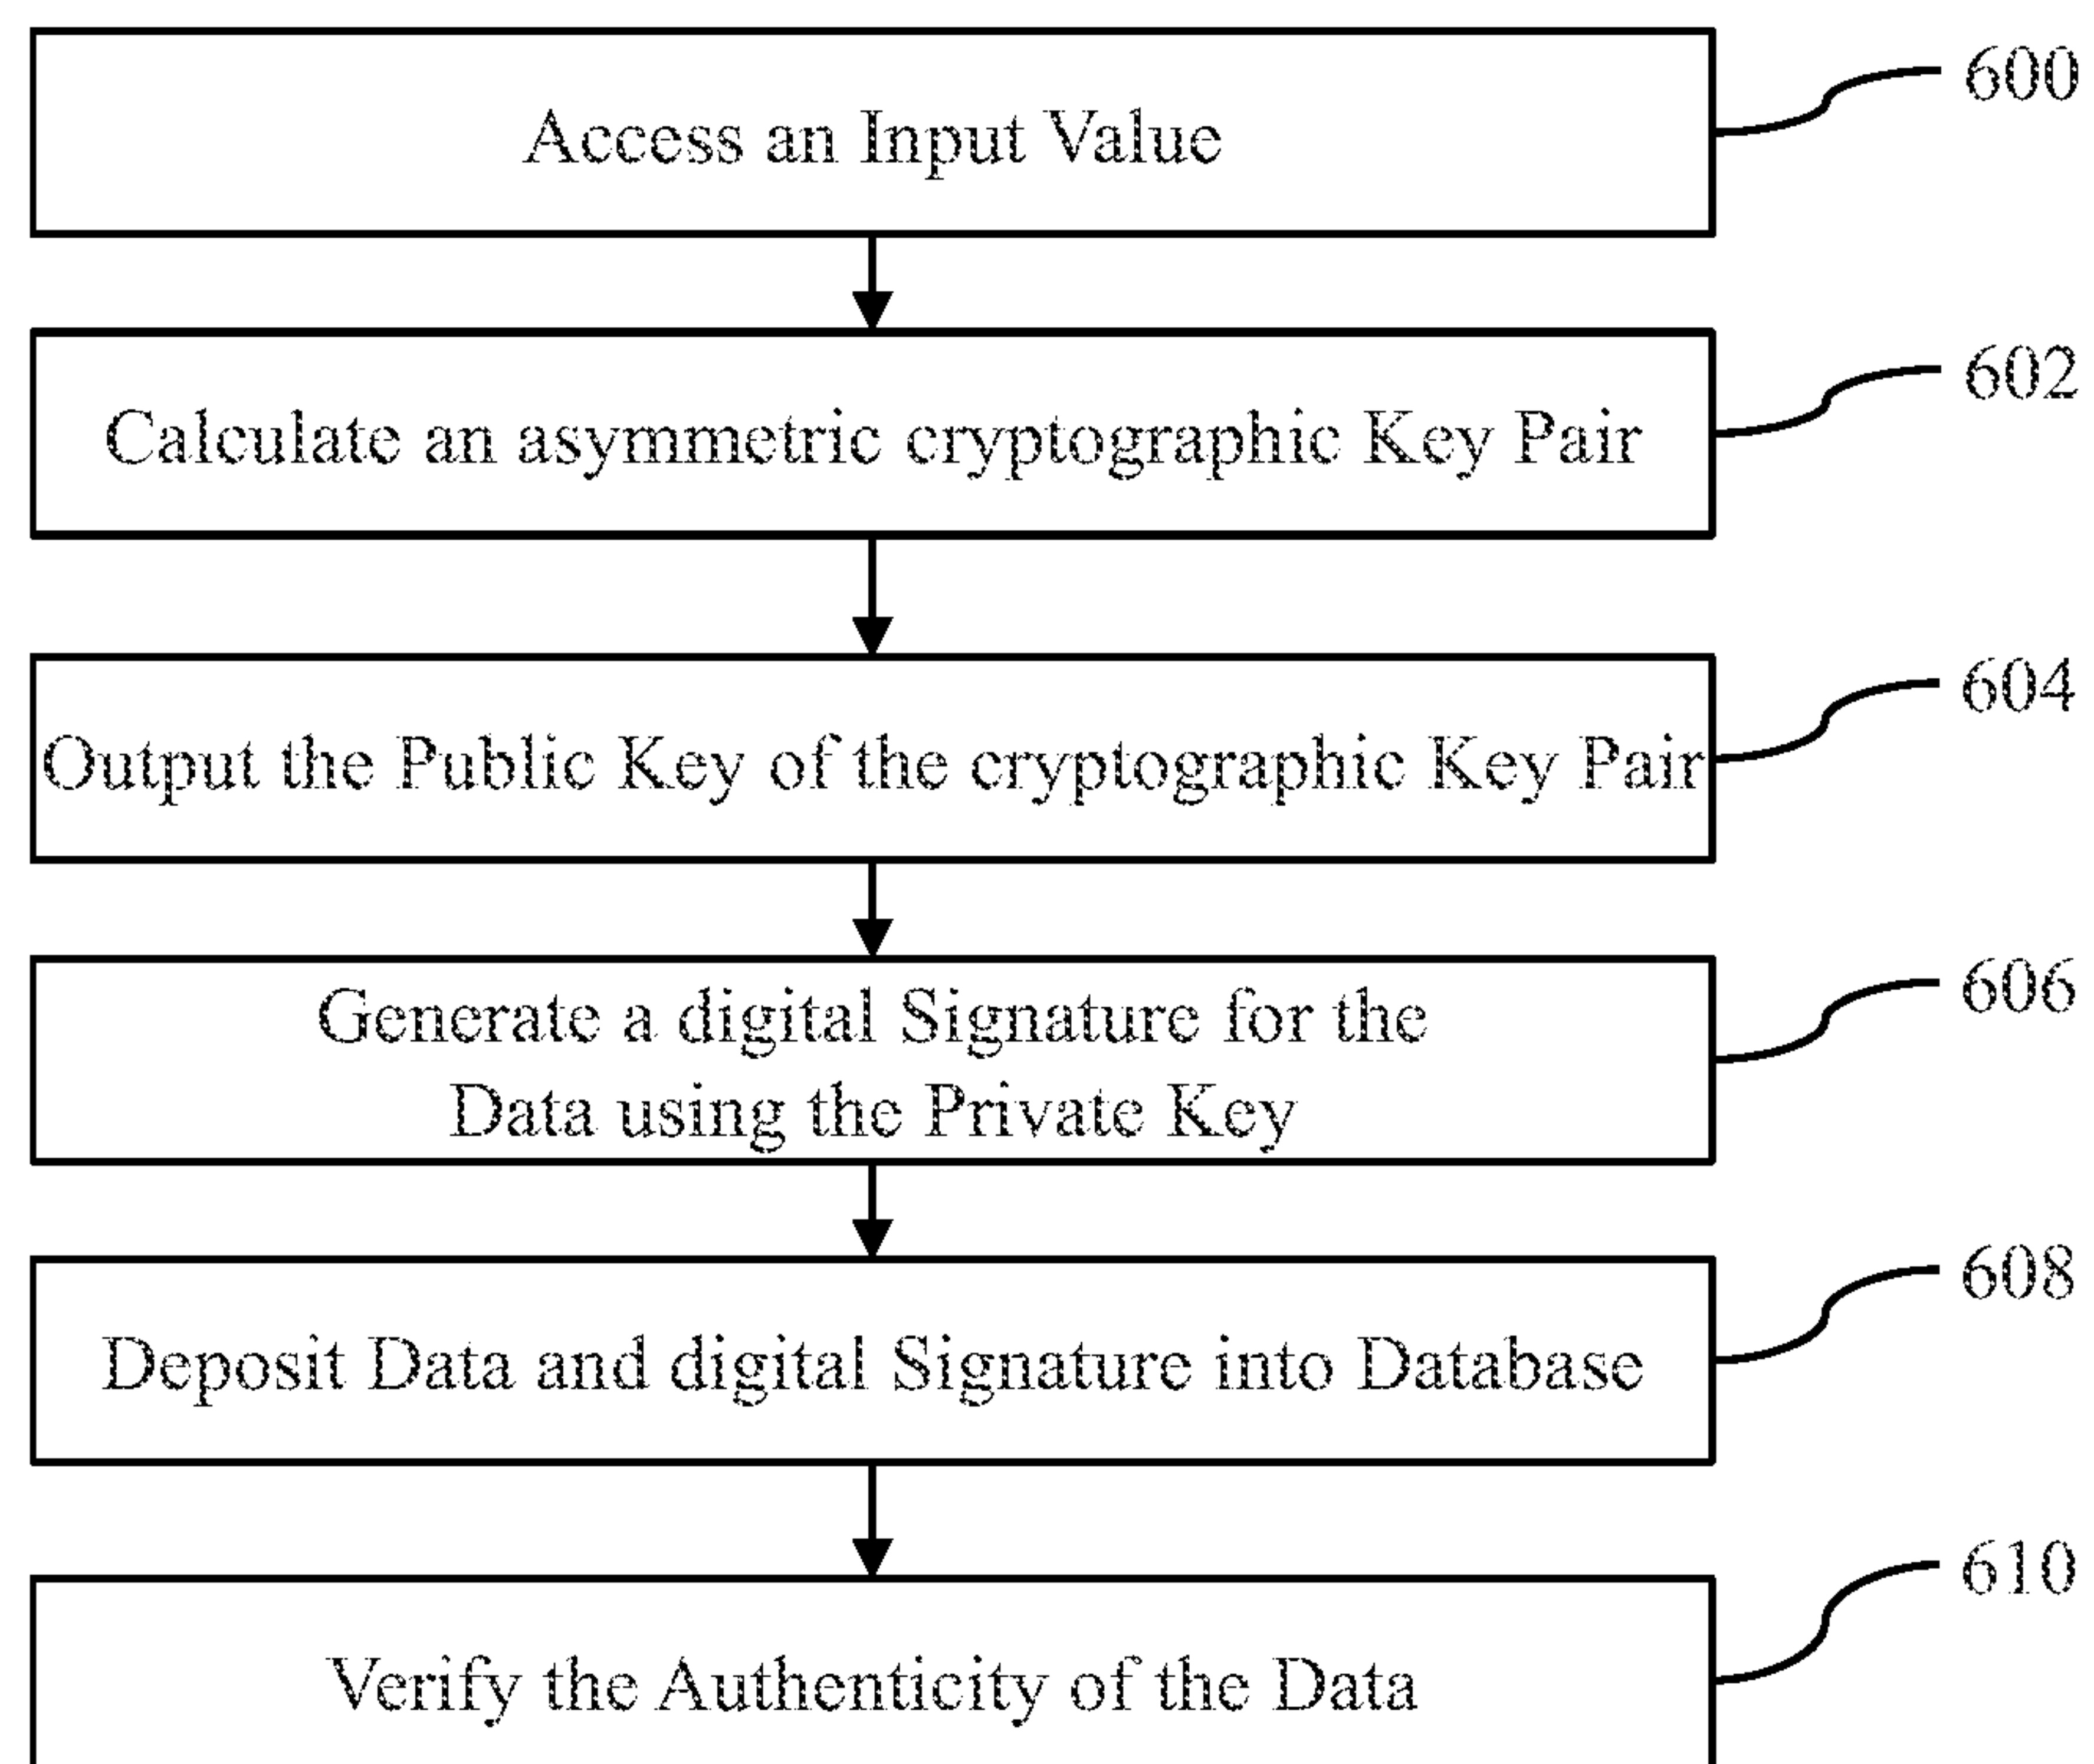 Access an Input Value
600
Calculate an asymmetric cryptographic Key Pair
602
Output the Public Key of the cryptographic Key Pair
604
Generate a digital Signature for the
Data using the Private Key
606
Deposit Data and digital Signature into Database
608
Verify the Authenticity of the Data
610